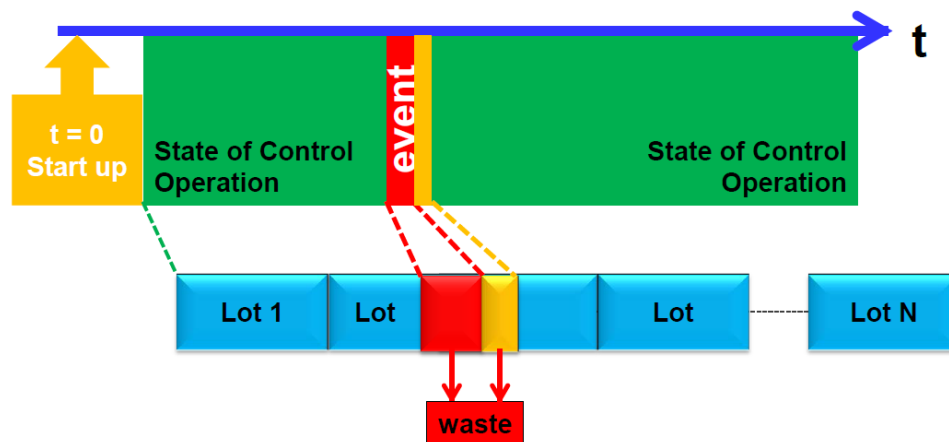 t
t = 0
Start up
State of Control
Operation
event
State of Control
Operation
Lot 1
Lot
Lot
Lot N
waste